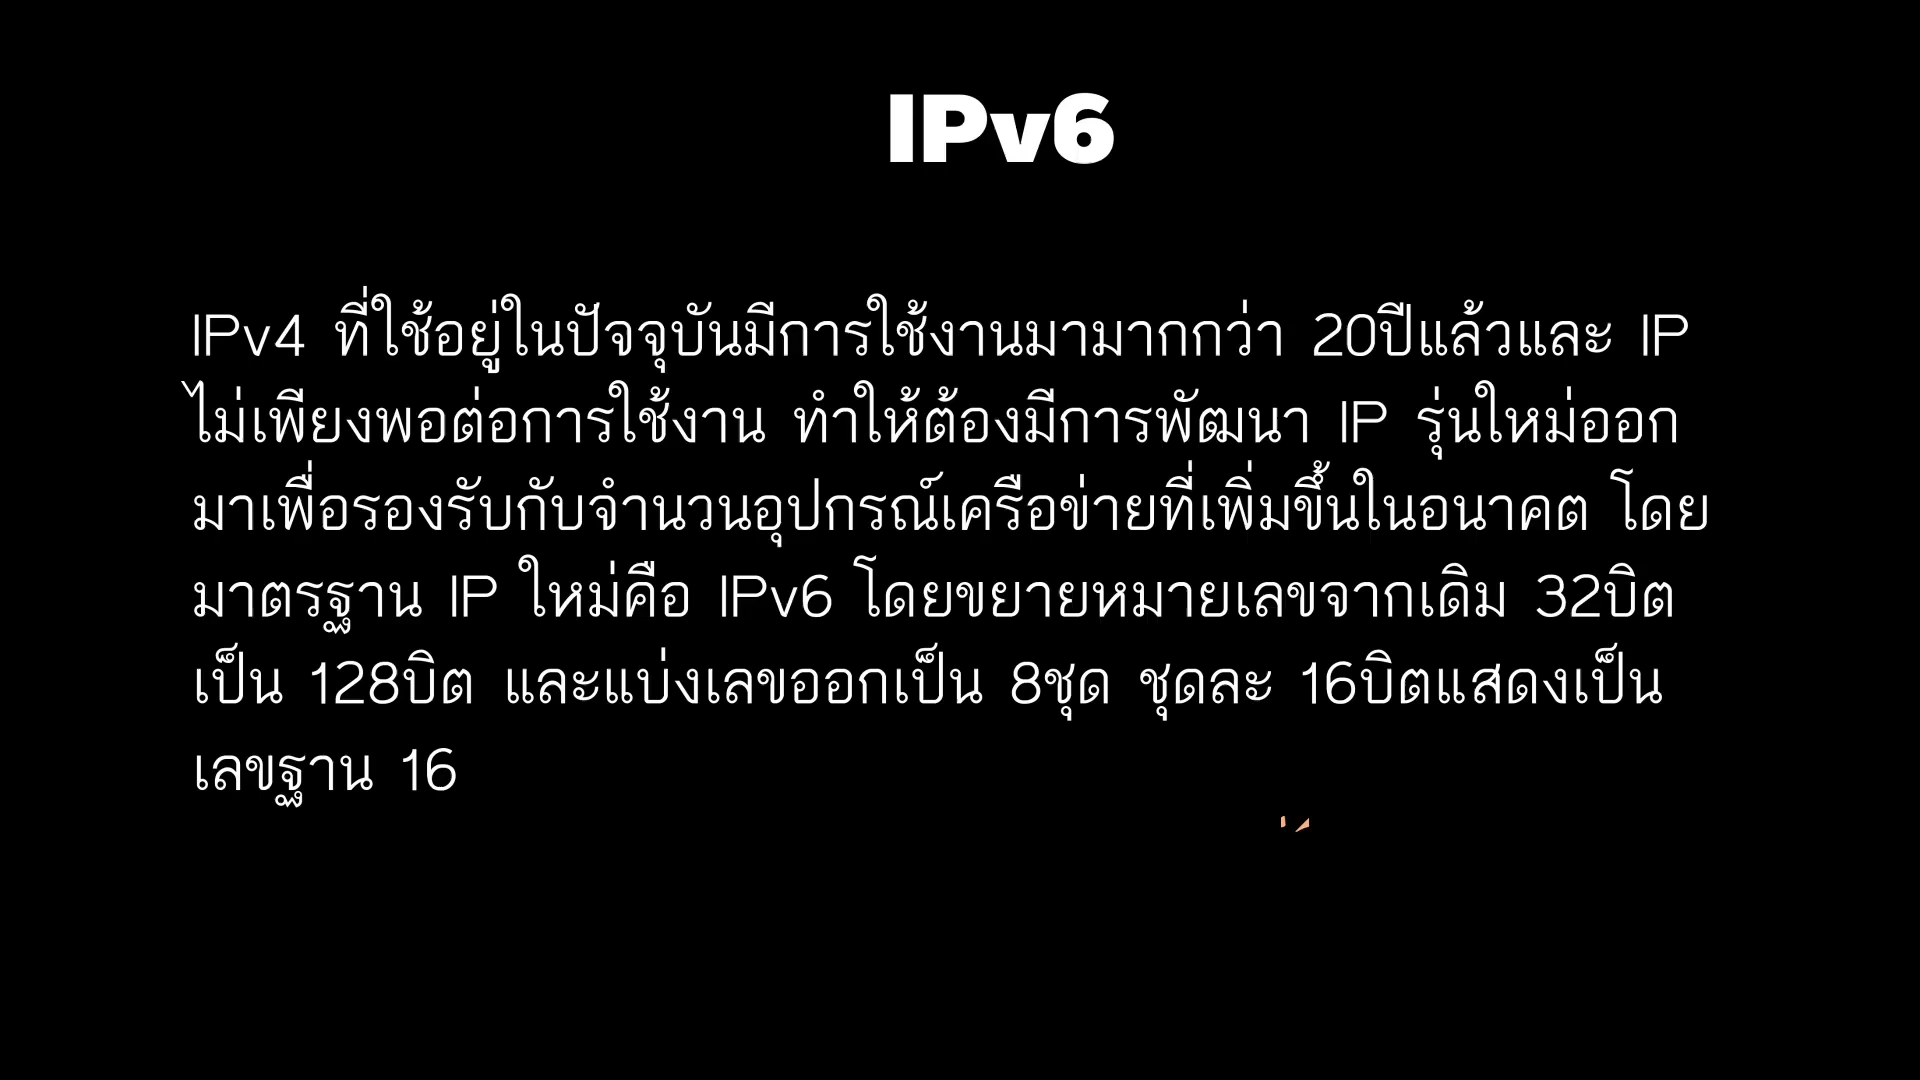 IPv6
IPv4 ที่ใช้อยู่ในปัจจุบันมีการใช้งานมามากกว่า 20ปีแล้วและ IP
ไม่เพียงพอต่อการใช้งาน ทำให้ต้องมีการพัฒนา IP รุ่นใหม่ออก
มาเพื่อรองรับกับจำนวนอุปกรณ์เครือข่ายที่เพิ่มขึ้นในอนาคต โดย
มาตรฐาน IP ใหม่คือ IPv6 โดยขยายหมายเลขจากเดิม 32บิต
เป็น 128บิต และแบ่งเลขออกเป็น 8ชุด ชุดละ 16บิตแสดงเป็น
เลขฐาน 16